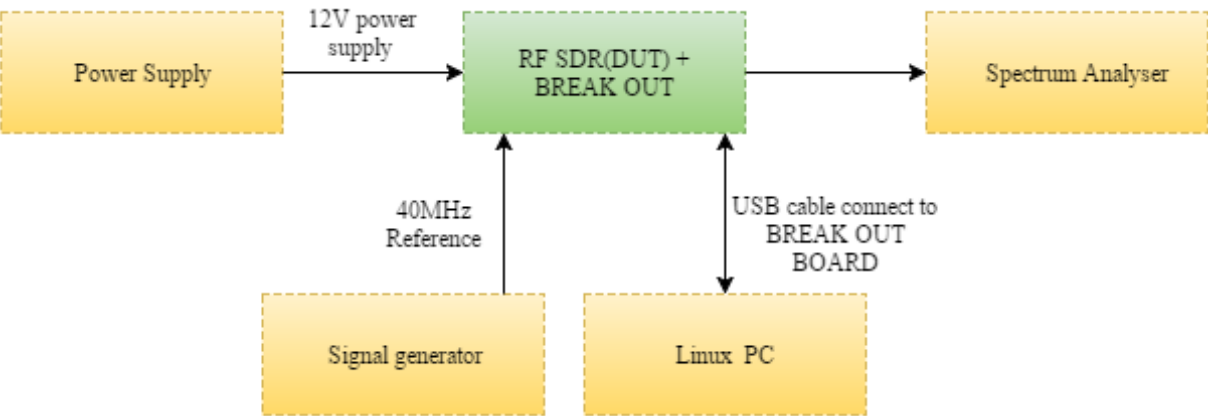 12V power
supply
Power Supply
RF SDR(DUT) +
BREAK OUT
Spectrum Analyser
40MHz
Reference
USB cable connect to
BREAK OUT
BOARD
Signal generator
Linux PC